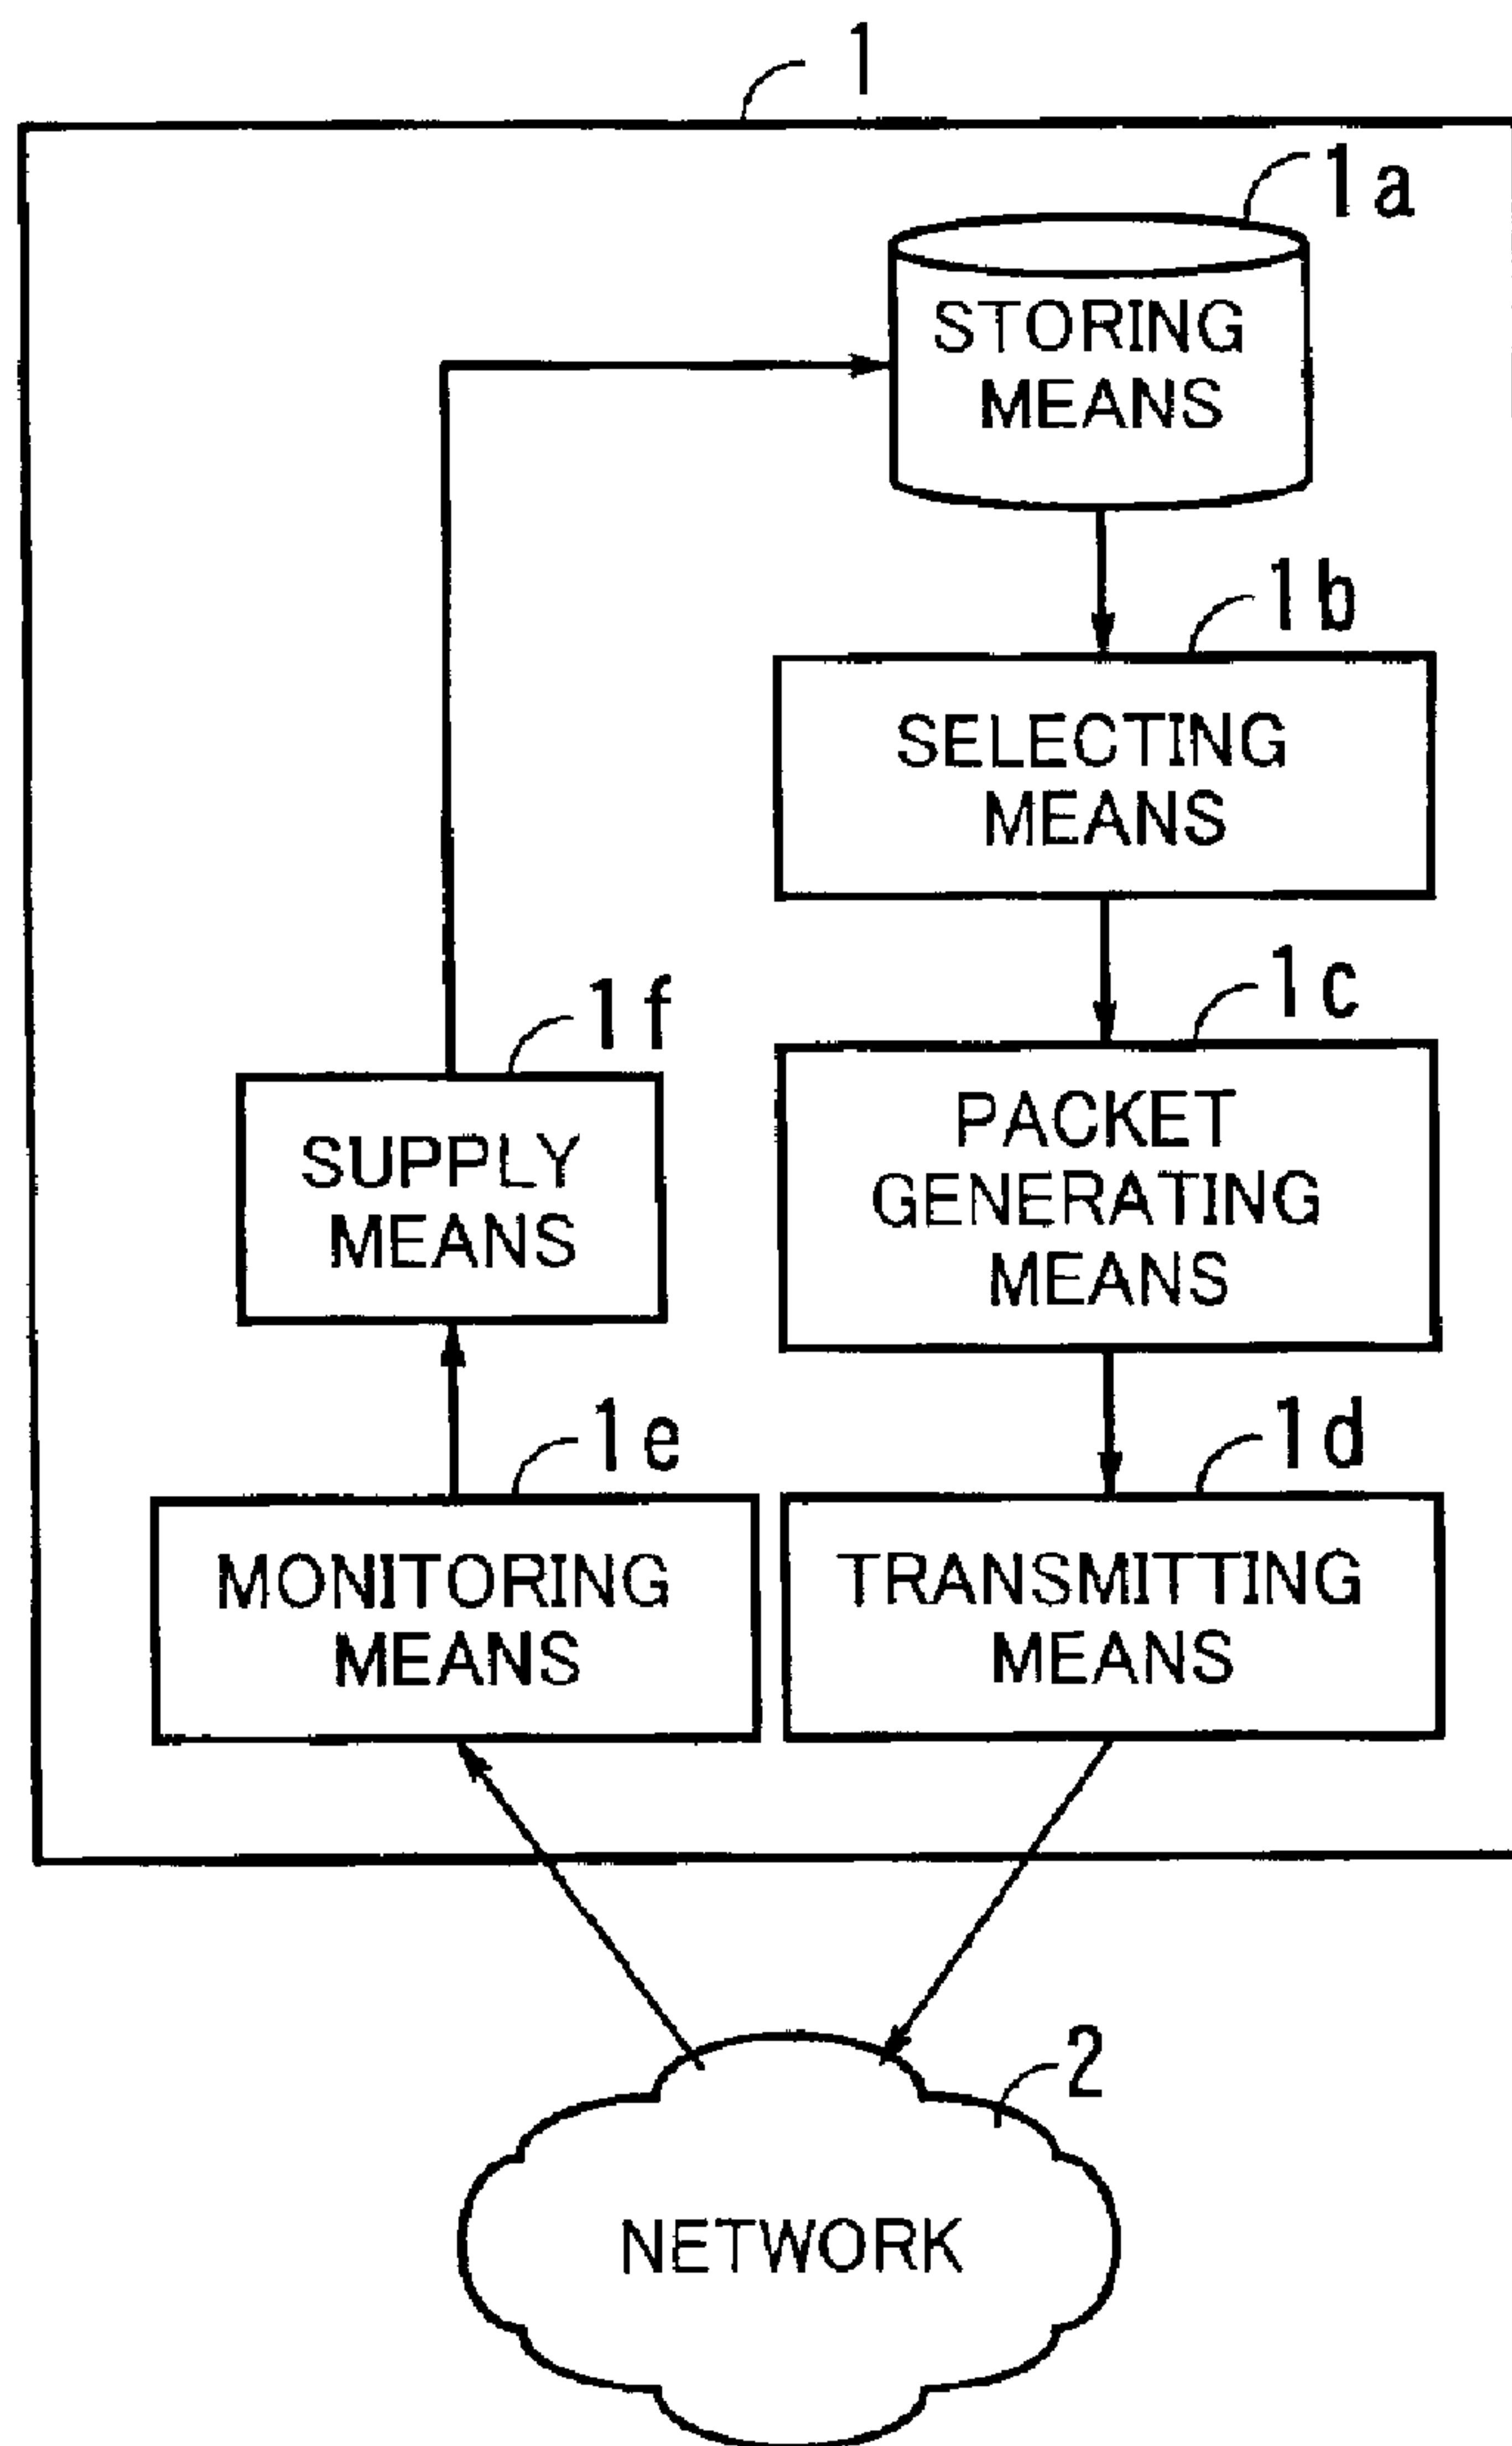 1
1a
STORING
MEANS
1b
SELECTING
MEANS
1c
PACKET
GENERATING
MEANS
1f
SUPPLY
MEANS
1e
MONITORING
MEANS
1d
TRANSMITTING
MEANS
2
NETWORK